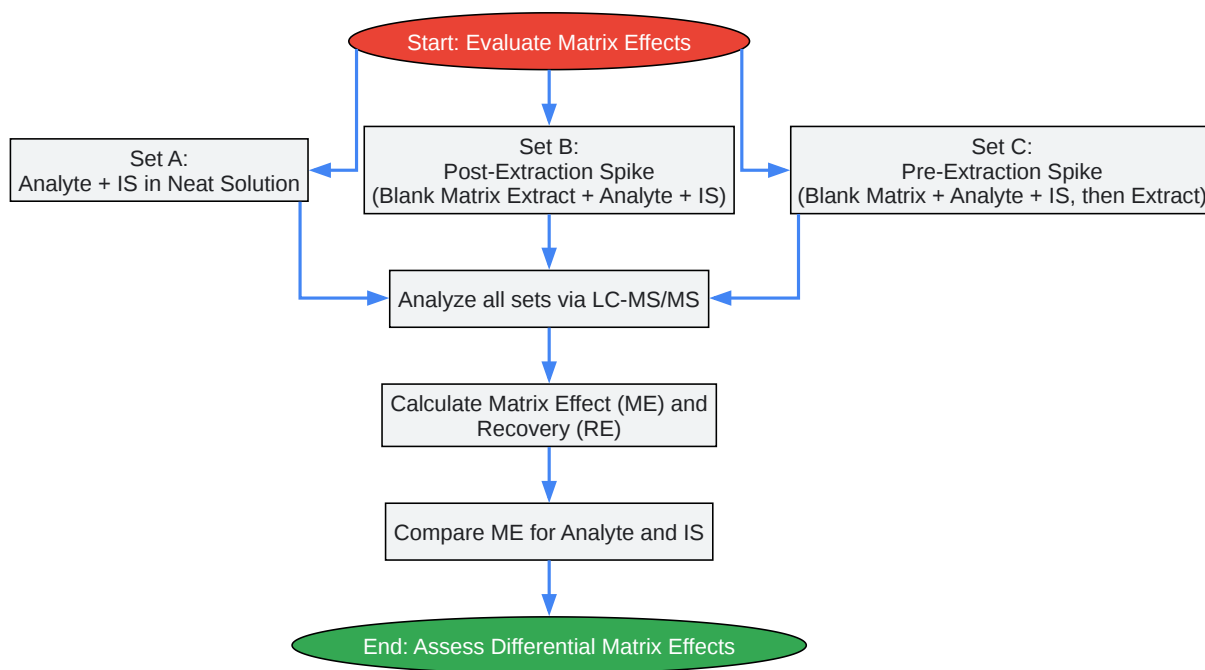 Start: Evaluate Matrix Effects
Set A:
Analyte + IS in Neat Solution
Set B:
Post-Extraction Spike
(Blank Matrix Extract + Analyte + IS)
Set C:
Pre-Extraction Spike
(Blank Matrix + Analyte + IS, then Extract)
Analyze all sets via LC-MS/MS
Calculate Matrix Effect (ME) and
Recovery (RE)
Compare ME for Analyte and IS
End: Assess Differential Matrix Effects